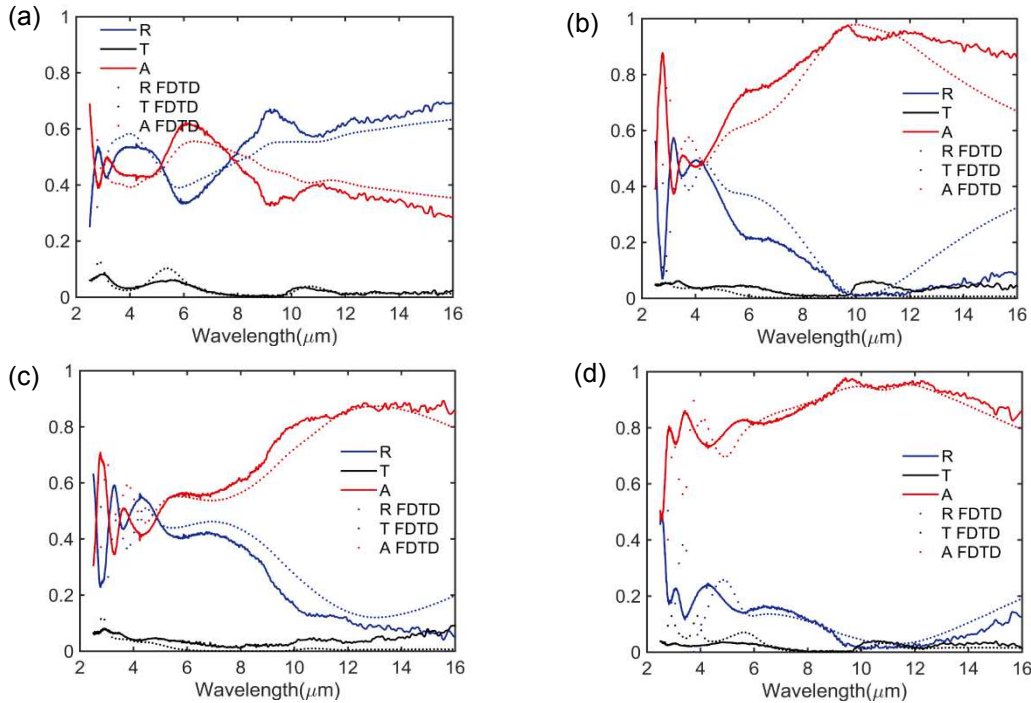 (a)
1
0.8
0.6
0.4
0.2
0
R
T
A
R FDTD
T FDTD
A FDTD
2 4 6 8 10 12 14 16
Wavelength(μm)
(b)
1
0.8
0.6
0.4
0.2
0
R
T
A
R FDTD
T FDTD
A FDTD
2 4 6 8 10 12 14 16
Wavelength(μm)
(c)
1
0.8
0.6
0.4
0.2
0
R
T
A
R FDTD
T FDTD
A FDTD
2 4 6 8 10 12 14 16
Wavelength(μm)
(d)
1
0.8
0.6
0.4
0.2
0
R
T
A
R FDTD
T FDTD
A FDTD
2 4 6 8 10 12 14 16
Wavelength(μm)